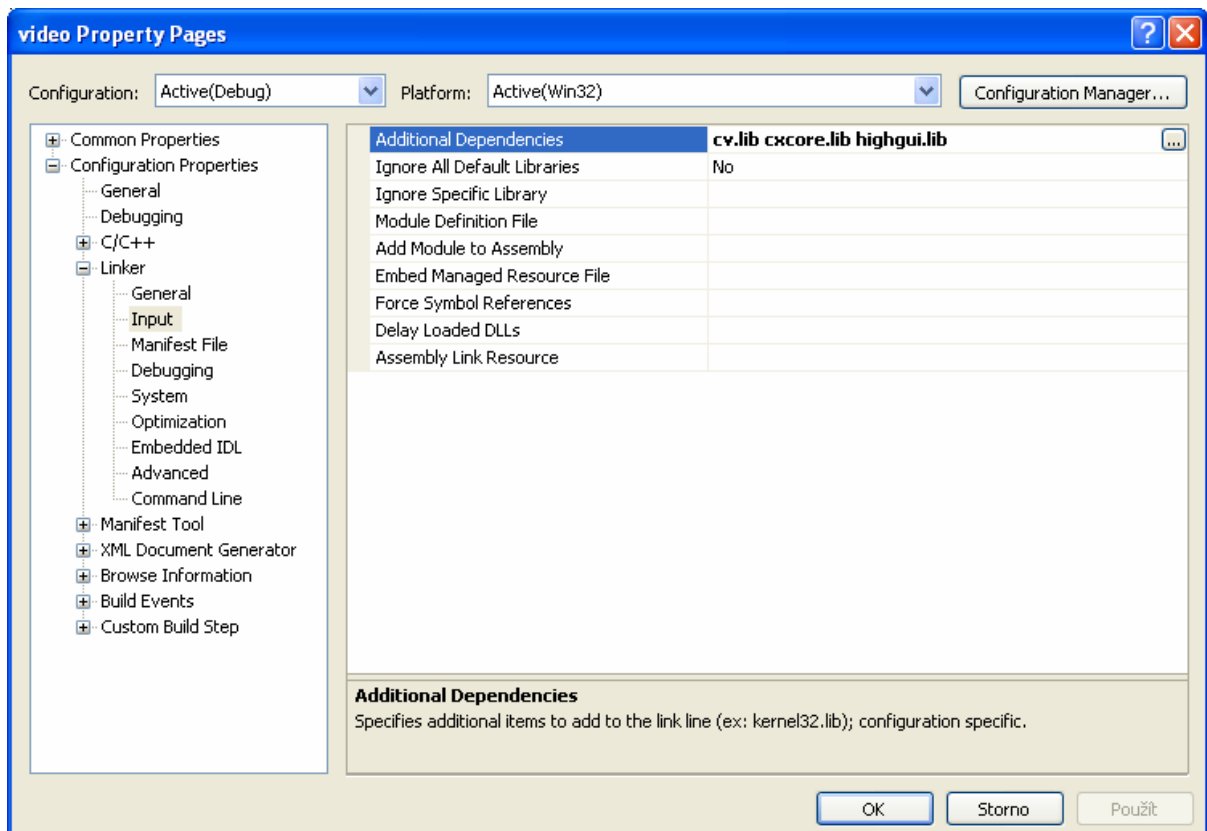 video Property Pages
Configuration: Active(Debug) Platform: Active(Win32) Configuration Manager...
Common Properties
Configuration Properties
General
Debugging
C/C++
Linker
General
Input
Manifest File
Debugging
System
Optimization
Embedded IDL
Advanced
Command Line
Manifest Tool
XML Document Generator
Browse Information
Build Events
Custom Build Step
Additional Dependencies cv.lib cxcore.lib highgui.lib ...
Ignore All Default Libraries No
Ignore Specific Library
Module Definition File
Add Module to Assembly
Embed Managed Resource File
Force Symbol References
Delay Loaded DLLs
Assembly Link Resource
Additional Dependencies
Specifies additional items to add to the link line (ex: kernel32.lib); configuration specific.
OK Storno Použít